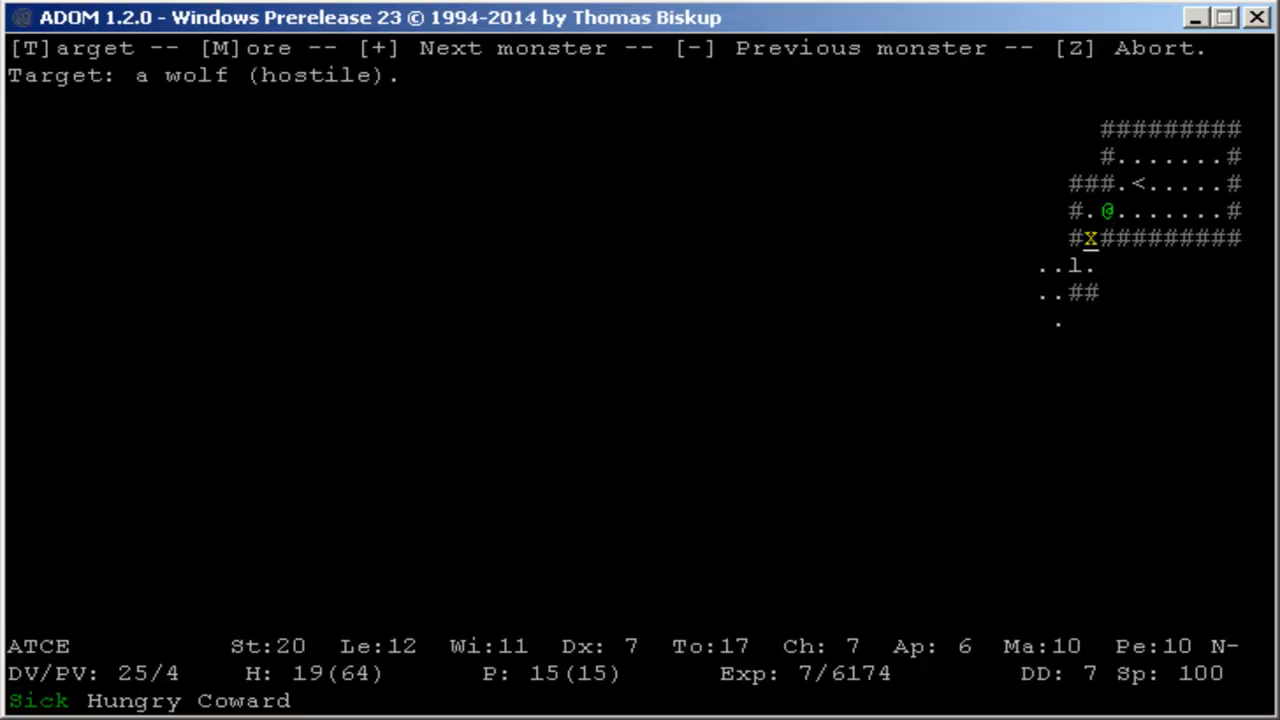 ADOM 1.2.0 - Windows Prerelease 23 © 1994-2014 by Thomas Biskup
[T]arget -- [M]ore -- [+] Next monster -- [-] Previous monster -- [Z] Abort.
Target: a wolf (hostile).
#########
#.......#
###.<.....#
#.@.......#
#X#########
..l.
..##
.
ATCE St:20 Le:12 Wi:11 Dx: 7 To:17 Ch: 7 Ap: 6 Ma:10 Pe:10 N-
DV/PV: 25/4 H: 19(64) P: 15(15) Exp: 7/6174 DD: 7 Sp: 100
Sick Hungry Coward